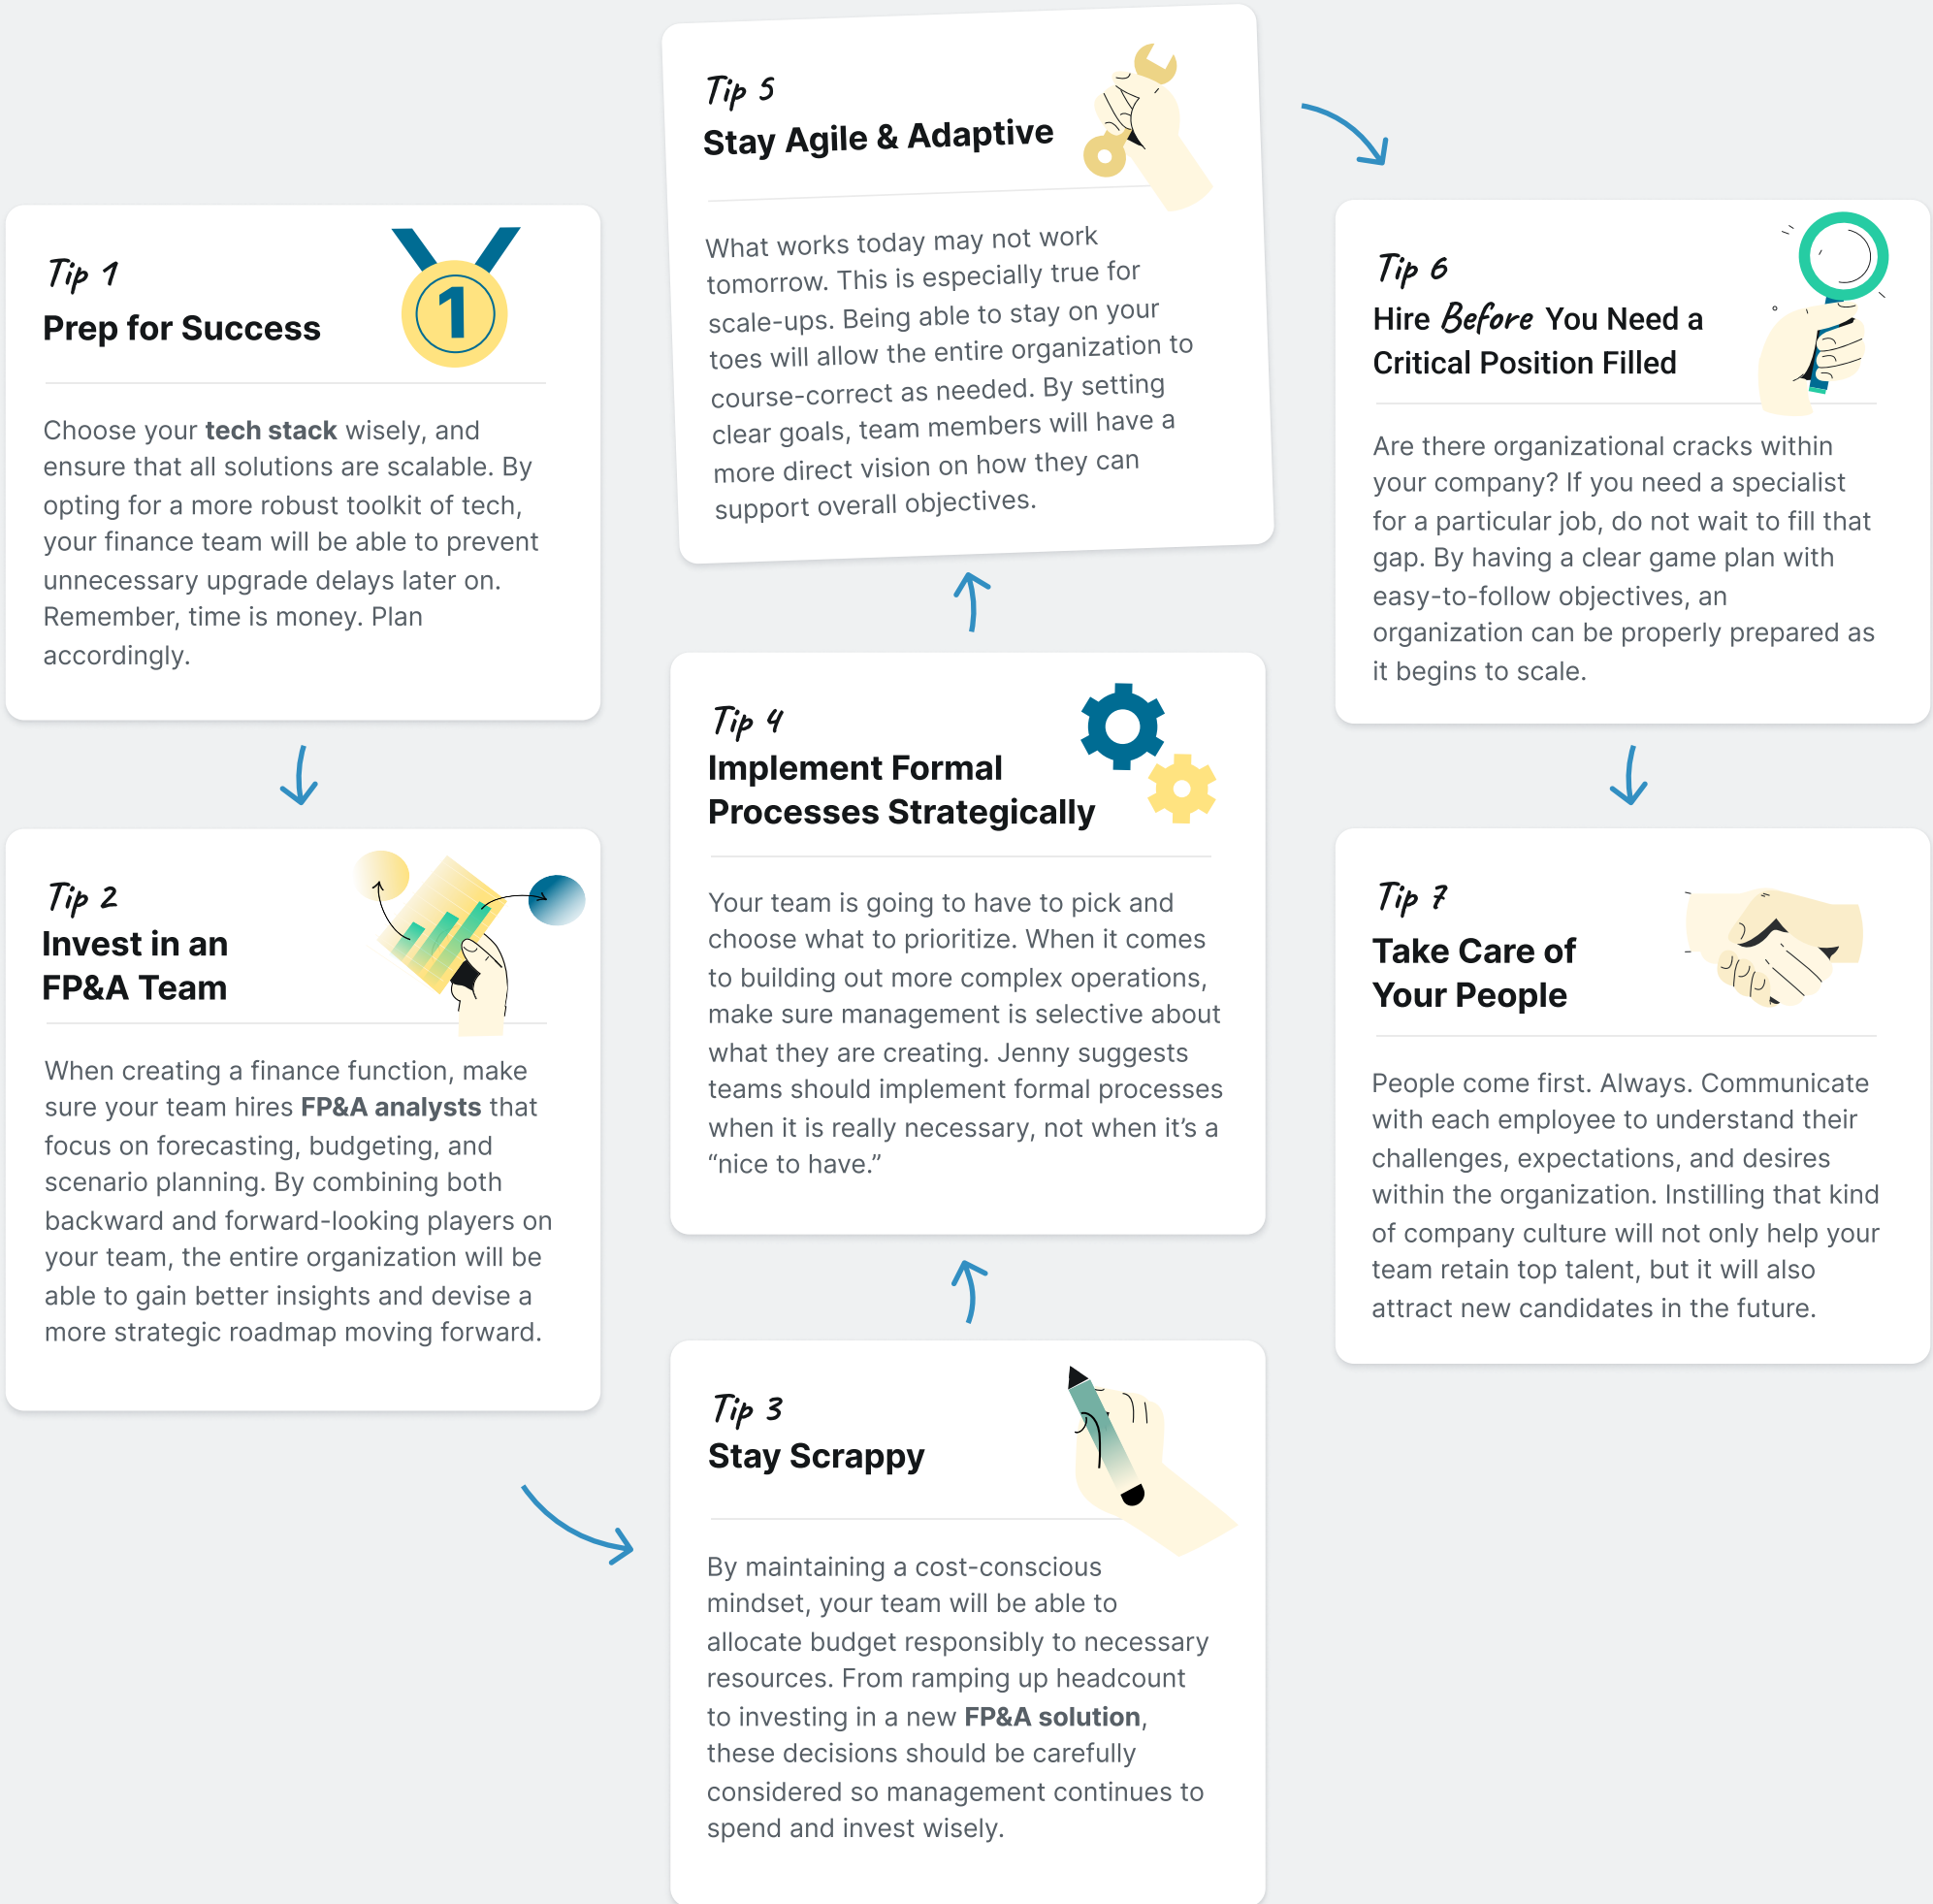 Tip 1
1
Prep for Success
Choose your tech stack wisely, and
ensure that all solutions are scalable. By
opting for a more robust toolkit of tech,
your finance team will be able to prevent
unnecessary upgrade delays later on.
Remember, time is money. Plan
accordingly.
Tip 2
Invest in an
FP&A Team
When creating a finance function, make
sure your team hires FP&A analysts that
focus on forecasting, budgeting, and
scenario planning. By combining both
backward and forward-looking players on
your team, the entire organization will be
able to gain better insights and devise a
more strategic roadmap moving forward.
Tip 3
Stay Scrappy
By maintaining a cost-conscious
mindset, your team will be able to
allocate budget responsibly to necessary
resources. From ramping up headcount
to investing in a new FP&A solution,
these decisions should be carefully
considered so management continues to
spend and invest wisely.
Tip 4
Implement Formal
Processes Strategically
Your team is going to have to pick and
choose what to prioritize. When it comes
to building out more complex operations,
make sure management is selective about
what they are creating. Jenny suggests
teams should implement formal processes
when it is really necessary, not when it’s a
“nice to have.”
Tip 5
Stay Agile & Adaptive
What works today may not work
tomorrow. This is especially true for
scale-ups. Being able to stay on your
toes will allow the entire organization to
course-correct as needed. By setting
clear goals, team members will have a
more direct vision on how they can
support overall objectives.
Tip 6
Hire Before You Need a
Critical Position Filled
Are there organizational cracks within
your company? If you need a specialist
for a particular job, do not wait to fill that
gap. By having a clear game plan with
easy-to-follow objectives, an
organization can be properly prepared as
it begins to scale.
Tip 7
Take Care of
Your People
People come first. Always. Communicate
with each employee to understand their
challenges, expectations, and desires
within the organization. Instilling that kind
of company culture will not only help your
team retain top talent, but it will also
attract new candidates in the future.